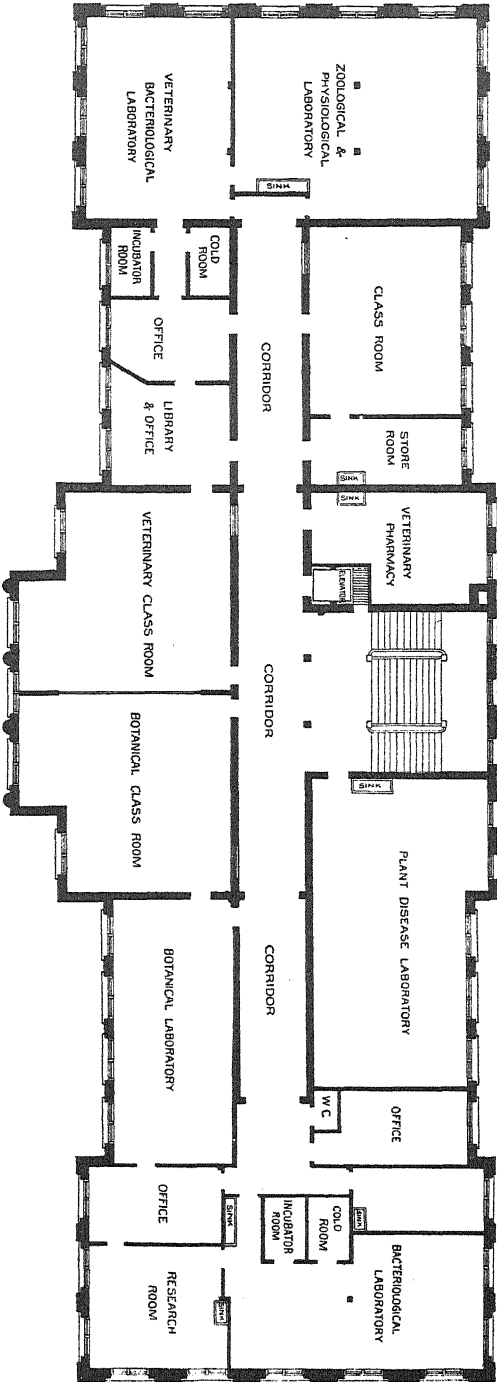 ZOOLOGICAL &
PHYSIOLOGICAL
LABORATORY
SINK
VETERINARY
BACTERIOLOGICAL
LABORATORY
COLD
ROOM
INCUBATOR
ROOM
OFFICE
LIBRARY
& OFFICE
CLASS ROOM
STORE
ROOM
SINK
SINK
VETERINARY
PHARMACY
ELEVATOR
CORRIDOR
VETERINARY CLASS ROOM
CORRIDOR
BOTANICAL CLASS ROOM
SINK
PLANT DISEASE LABORATORY
CORRIDOR
BOTANICAL LABORATORY
W C
OFFICE
OFFICE
SINK
INCUBATOR
ROOM
COLD
ROOM
SINK
BACTERIOLOGICAL
LABORATORY
RESEARCH
ROOM
SINK